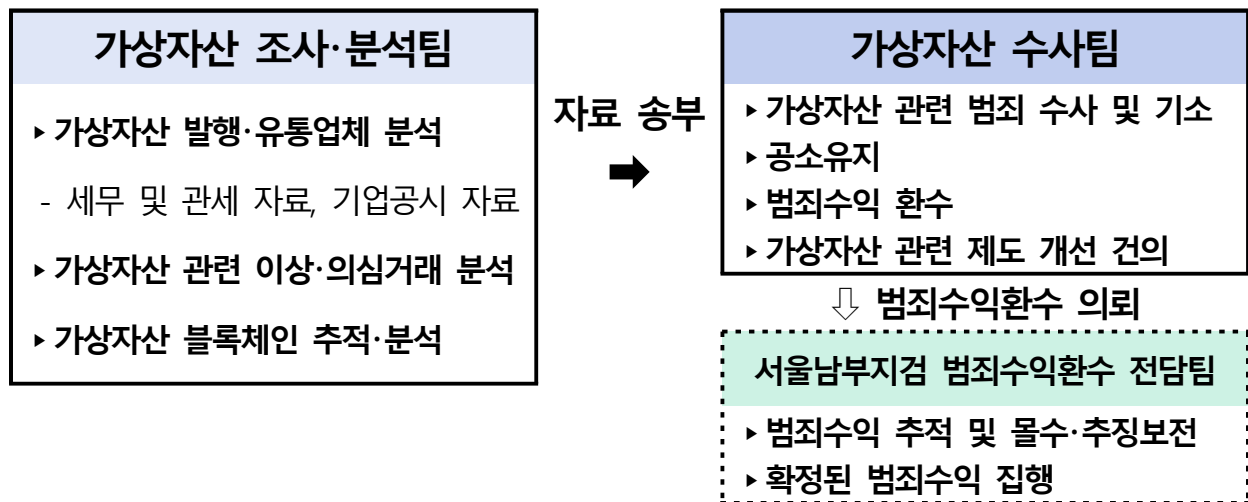 가상자산 조사·분석팀
▸ 가상자산 발행·유통업체 분석
- 세무 및 관세 자료, 기업공시 자료
▸ 가상자산 관련 이상·의심거래 분석
▸ 가상자산 블록체인 추적·분석
자료 송부
➡
가상자산 수사팀
▸ 가상자산 관련 범죄 수사 및 기소
▸ 공소유지
▸ 범죄수익 환수
▸ 가상자산 관련 제도 개선 건의
⇩ 범죄수익환수 의뢰
서울남부지검 범죄수익환수 전담팀
▸ 범죄수익 추적 및 몰수·추징보전
▸ 확정된 범죄수익 집행